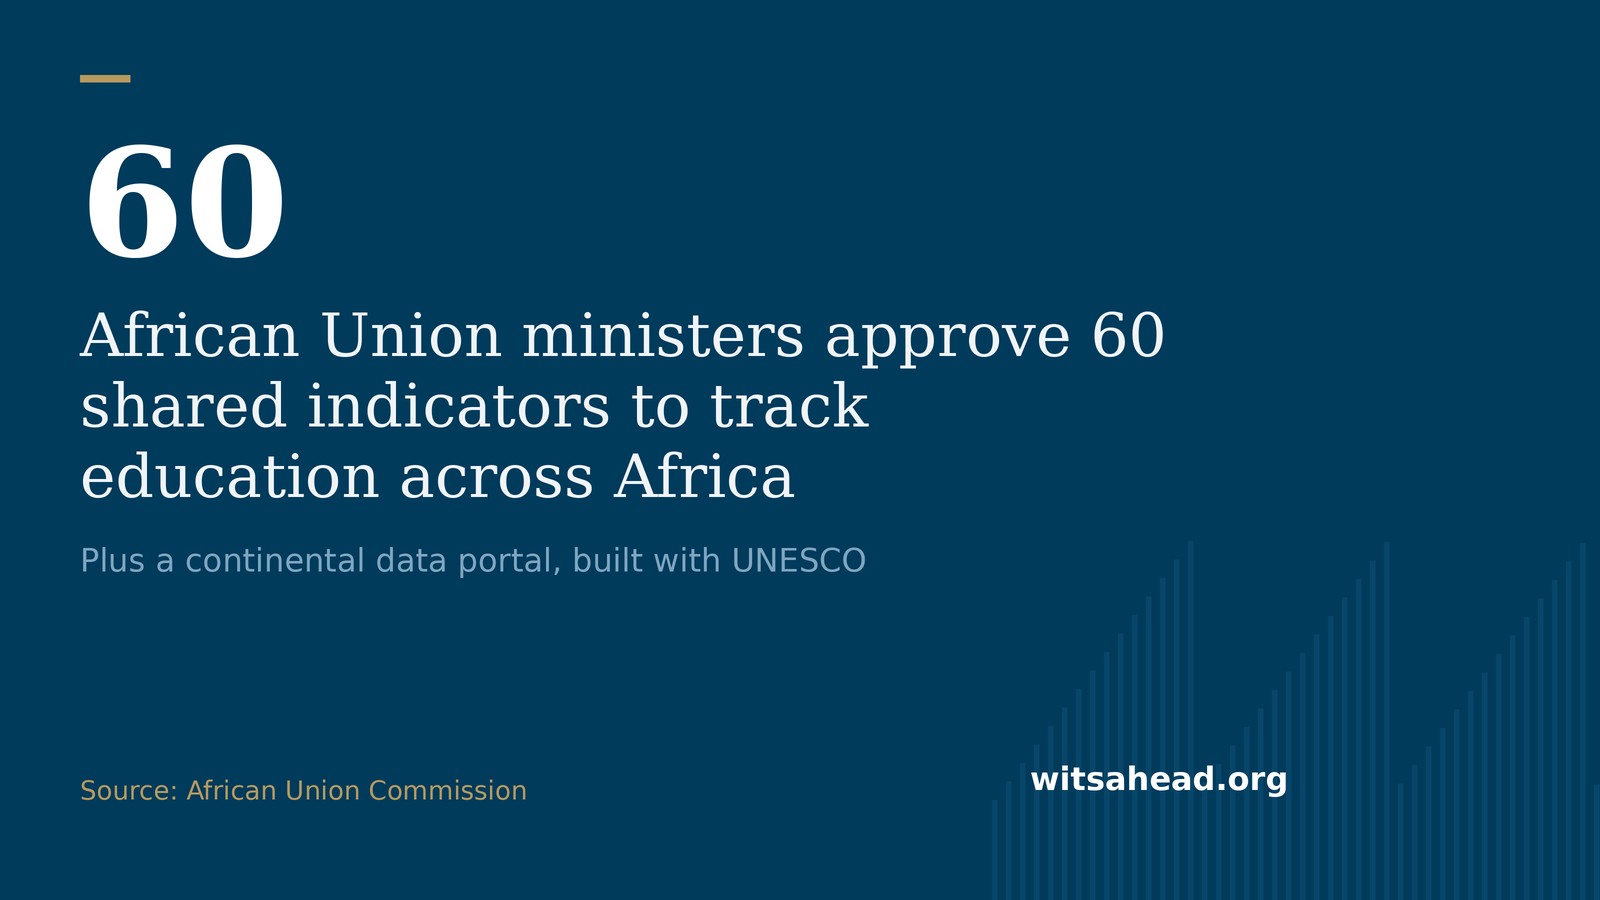 60
African Union ministers approve 60
shared indicators to track
education across Africa
Plus a continental data portal, built with UNESCO
Source: African Union Commission
witsahead.org